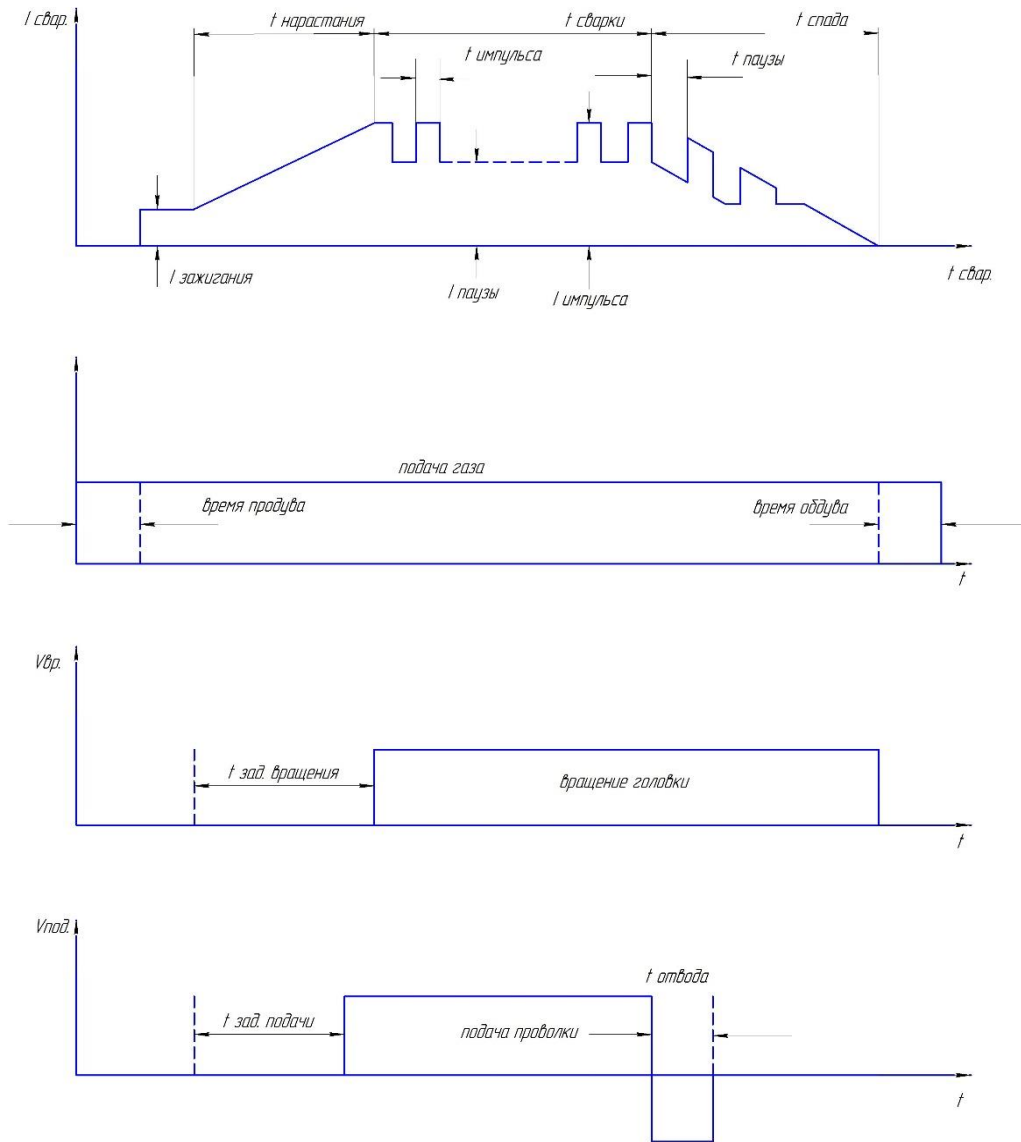 I свар.
t нарастания
t сварки
t спада
t импульса
t паузы
I зажигания
I паузы
I импульса
t свар.
подача газа
время продува
время обдува
t
Vвр.
t зад. вращения
вращение головки
t
Vпод.
t отвода
t зад. подачи
подача проволки
t